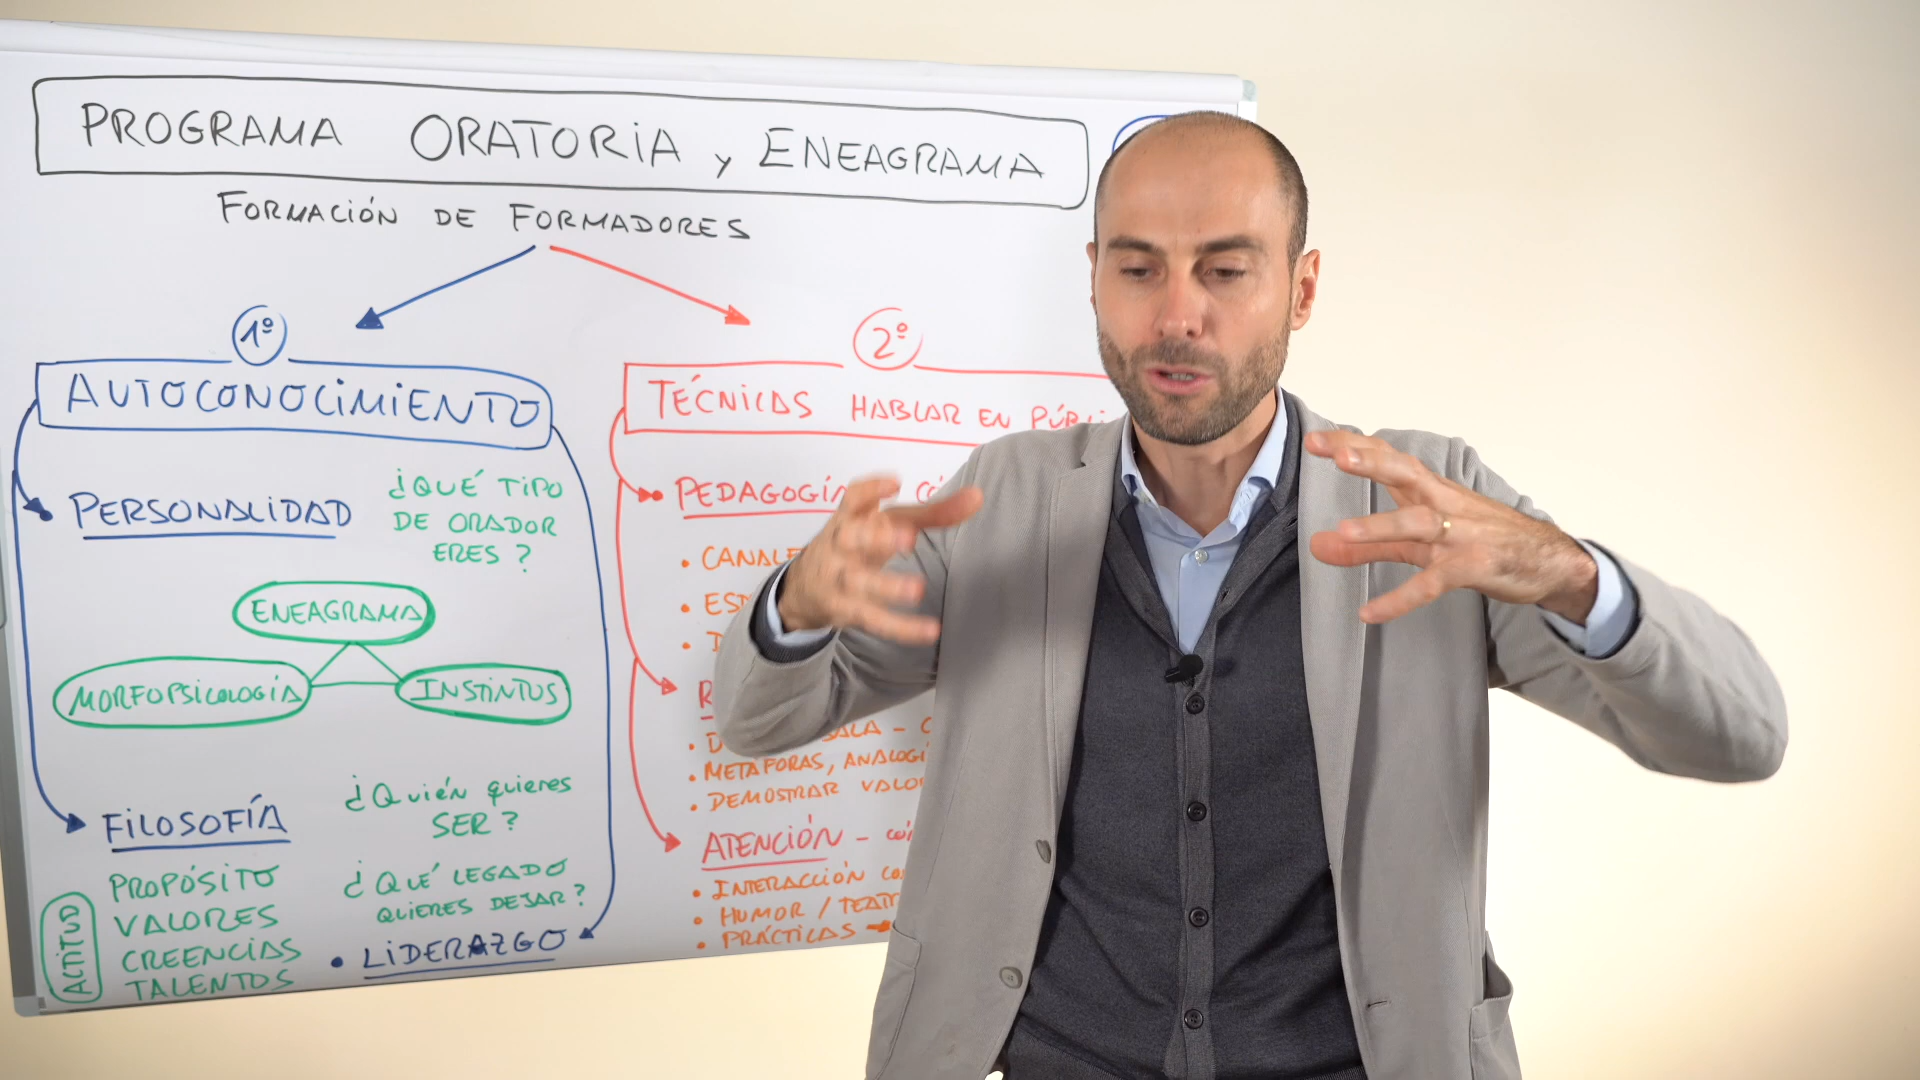 PROGRAMA ORATORIA y ENEAGRAMA
FORMACIÓN DE FORMADORES
1º
AUTOCONOCIMIENTO
PERSONALIDAD
¿QUÉ TIPO
DE ORADOR
ERES?
ENEAGRAMA
MORFOPSICOLOGÍA
INSTINTOS
FILOSOFÍA
¿Quién quieres
SER?
ACTITUD
PROPÓSITO
VALORES
CREENCIAS
TALENTOS
¿QUÉ LEGADO
QUIERES DEJAR?
• LIDERAZGO
2º
TÉCNICAS HABLAR EN
PEDAGOGÍA
• METAFORAS,
• DEMOSTRAR
ATENCIÓN –
• INTERACCIÓN
• HUMOR /
• PRÁCTICAS